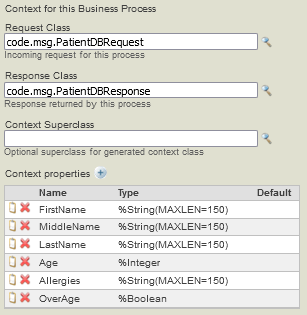 Context for this Business Process
Request Class
code.msg.PatientDBRequest
Incoming request for this process
Response Class
code.msg.PatientDBResponse
Response returned by this process
Context Superclass
Optional superclass for generated context class
Context properties
Name Type Default
FirstName %String(MAXLEN=150)
MiddleName %String(MAXLEN=150)
LastName %String(MAXLEN=150)
Age %Integer
Allergies %String(MAXLEN=150)
OverAge %Boolean